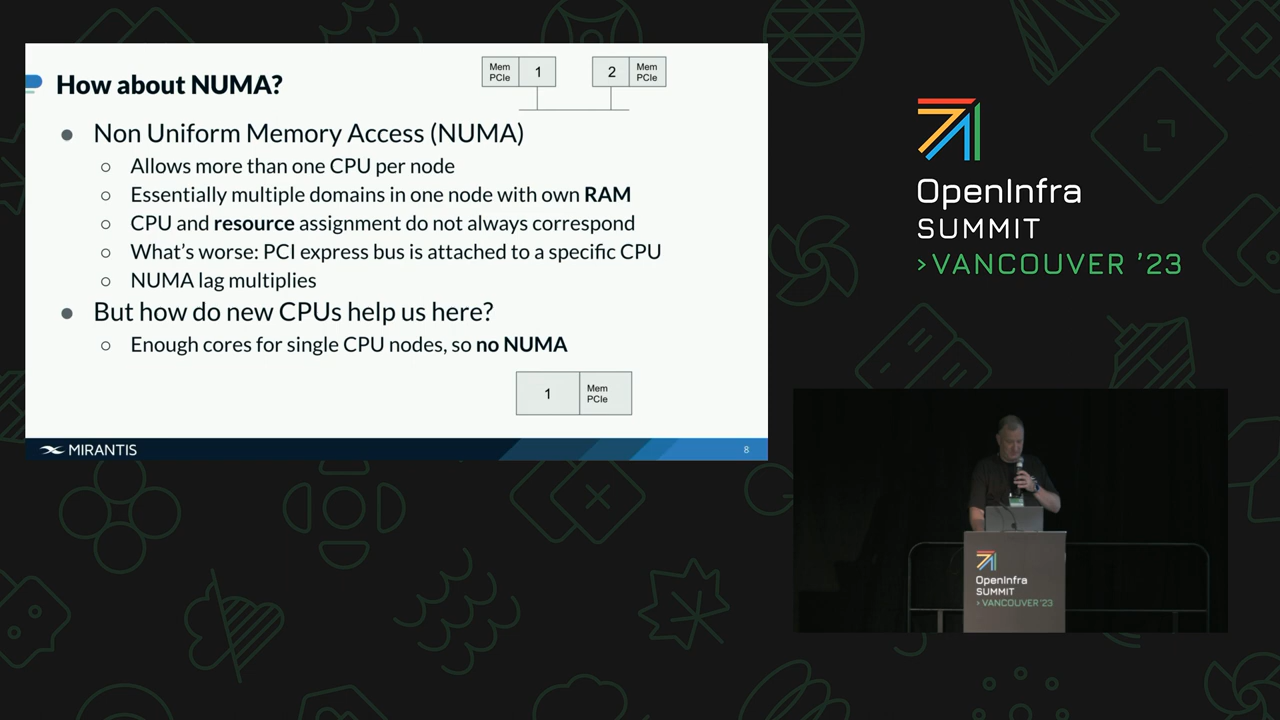 How about NUMA?
Mem
PCIe
1
2
Mem
PCIe
● Non Uniform Memory Access (NUMA)
○ Allows more than one CPU per node
○ Essentially multiple domains in one node with own RAM
○ CPU and resource assignment do not always correspond
○ What's worse: PCI express bus is attached to a specific CPU
○ NUMA lag multiplies
● But how do new CPUs help us here?
○ Enough cores for single CPU nodes, so no NUMA
1
Mem
PCIe
MIRANTIS
8
OpenInfra
SUMMIT
>VANCOUVER '23
OpenInfra
SUMMIT
>VANCOUVER '23